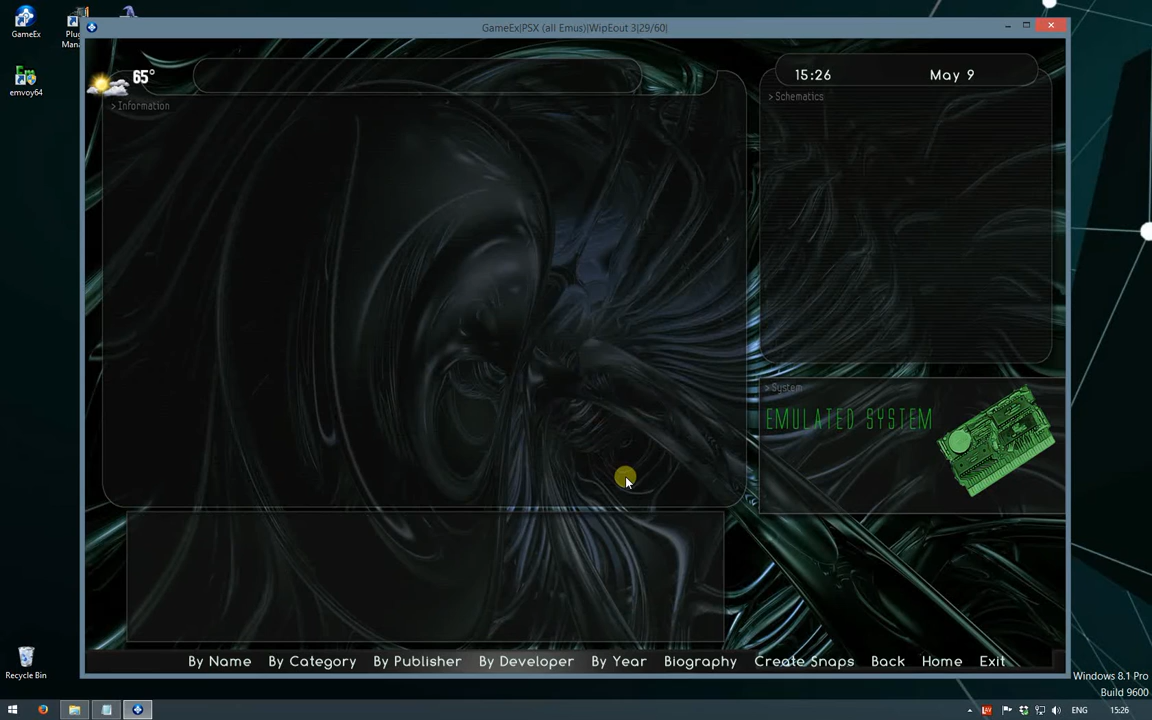 GameEx
Plug
Mana
emvoy64
GameEx|PSX (all Emus)|WipEout 3|29/60|
65°
15:26
May 9
> Information
> Schematics
> System
EMULATED SYSTEM
By Name
By Category
By Publisher
By Developer
By Year
Biography
Create Snaps
Back
Home
Exit
Recycle Bin
Windows 8.1 Pro
Build 9600
ENG
15:26